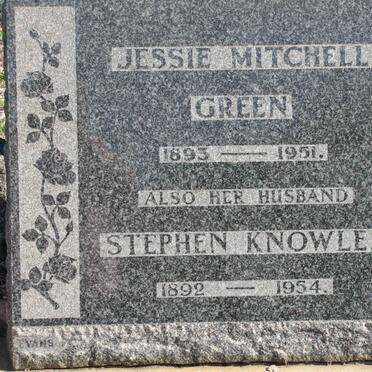 JESSIE MITCHELL
GREEN
1893 — 1951.
ALSO HER HUSBAND
STEPHEN KNOWLE
1892 — 1954.
EVANS